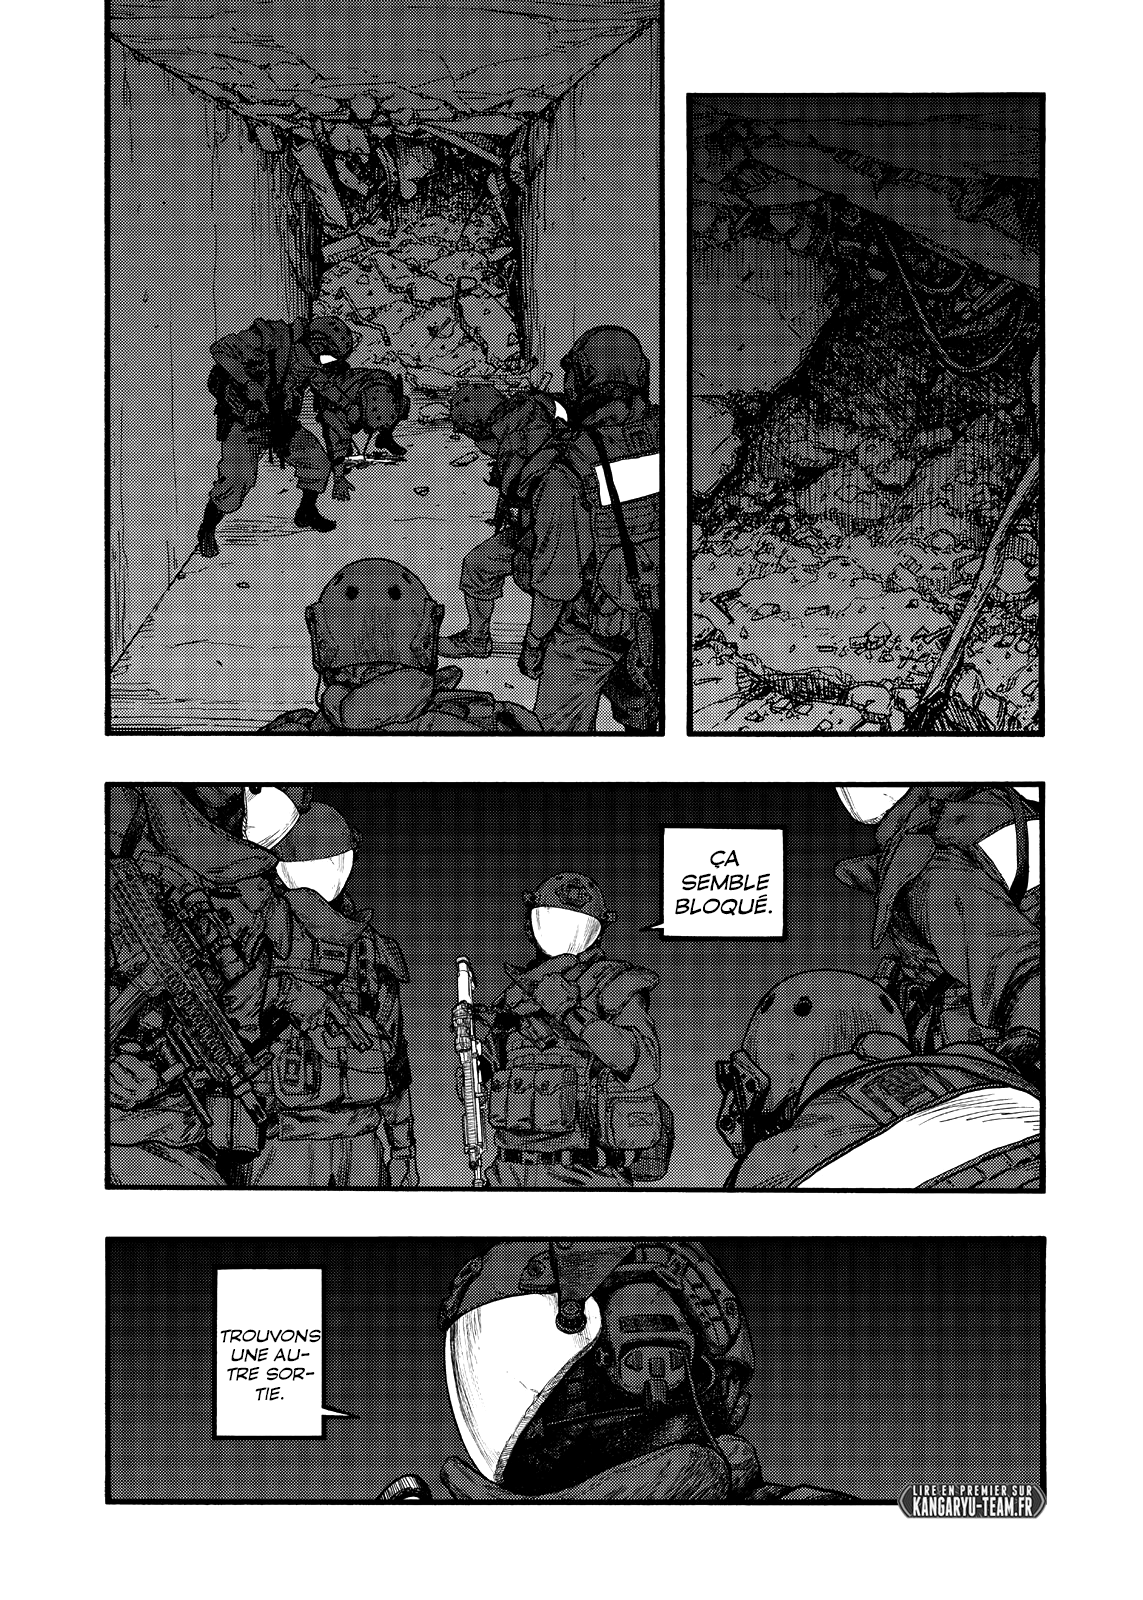 ÇA
SEMBLE
BLOQUÉ.
TROUVONS
UNE AU-
TRE SOR-
TIE.
LIRE EN PREMIER SUR
KANGARYU-TEAM.FR